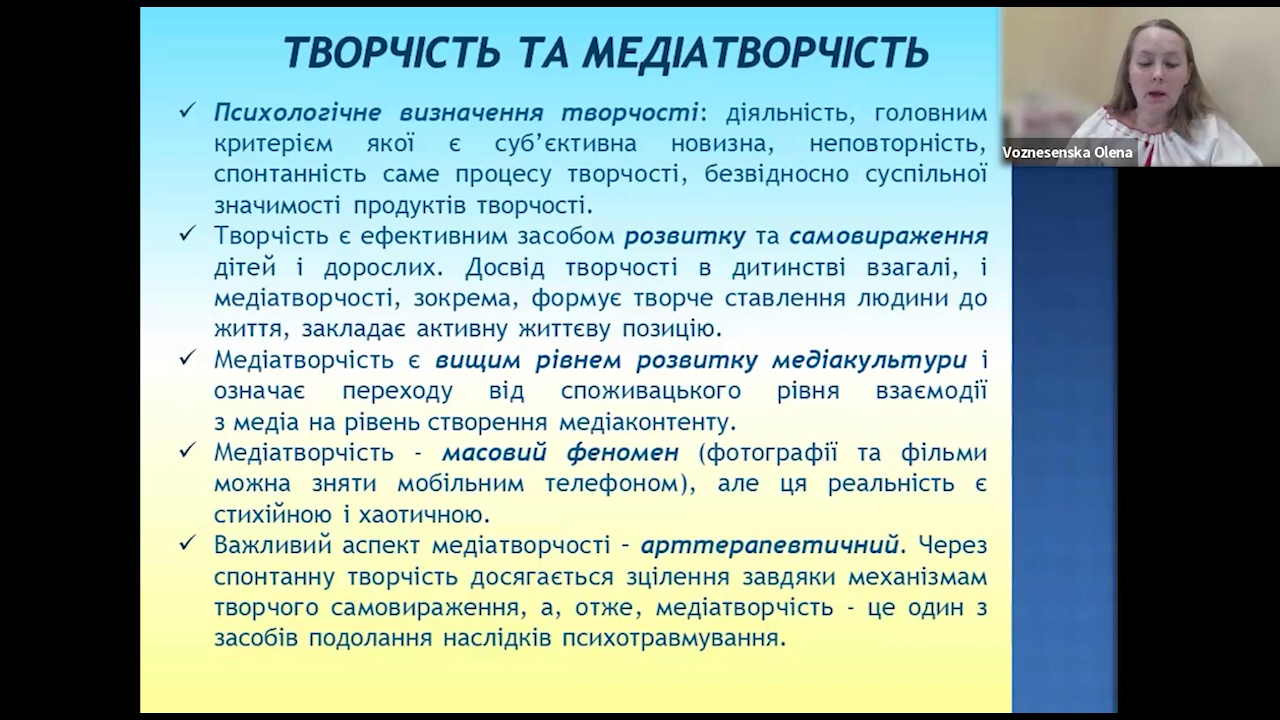 ТВОРЧІСТЬ ТА МЕДІАТВОРЧІСТЬ
✓ Психологічне визначення творчості: діяльність, головним
критерієм якої є суб’єктивна новизна, неповторність,
спонтанність саме процесу творчості, безвідносно суспільної
значимості продуктів творчості.
✓ Творчість є ефективним засобом розвитку та самовираження
дітей і дорослих. Досвід творчості в дитинстві взагалі, і
медіатворчості, зокрема, формує творче ставлення людини до
життя, закладає активну життєву позицію.
✓ Медіатворчість є вищим рівнем розвитку медіакультури і
означає переходу від споживацького рівня взаємодії
з медіа на рівень створення медіаконтенту.
✓ Медіатворчість - масовий феномен (фотографії та фільми
можна зняти мобільним телефоном), але ця реальність є
стихійною і хаотичною.
✓ Важливий аспект медіатворчості – арттерапевтичний. Через
спонтанну творчість досягається зцілення завдяки механізмам
творчого самовираження, а, отже, медіатворчість - це один з
засобів подолання наслідків психотравмування.
Voznesenska Olena